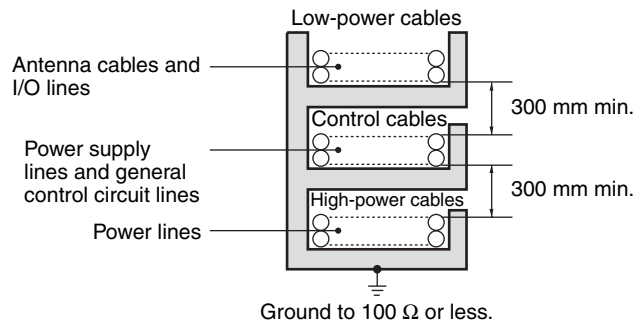 Low-power cables
Antenna cables and
I/O lines
300 mm min.
Control cables
Power supply
lines and general
control circuit lines
300 mm min.
High-power cables
Power lines
Ground to 100 Ω or less.